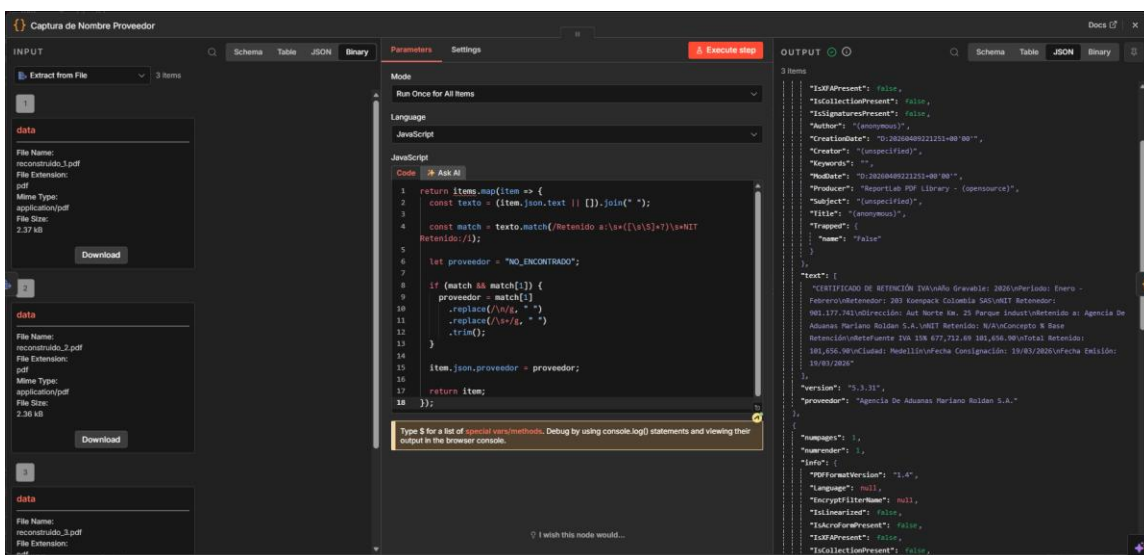 {} Captura de Nombre Proveedor
Docs
INPUT
Schema Table JSON Binary
Extract from File
3 items
1
data
File Name:
reconstruido_1.pdf
File Extension:
pdf
Mime Type:
application/pdf
File Size:
2.37 kB
Download
2
data
File Name:
reconstruido_2.pdf
File Extension:
pdf
Mime Type:
application/pdf
File Size:
2.36 kB
Download
3
data
File Name:
reconstruido_3.pdf
File Extension:
pdf
Parameters Settings
Execute step
Mode
Run Once for All Items
Language
JavaScript
JavaScript
Code Ask AI
1 return items.map(item => {
2 const texto = (item.json.text || []).join(" ");
3
4 const match = texto.match(/Retenido a:\s*([\s\S]*?)\s*NIT
Retenido:/i);
5
6 let proveedor = "NO_ENCONTRADO";
7
8 if (match && match[1]) {
9 proveedor = match[1]
10 .replace(/\n/g, " ")
11 .replace(/\s+/g, " ")
12 .trim();
13 }
14
15 item.json.proveedor = proveedor;
16
17 return item;
18 });
Type $ for a list of special vars/methods. Debug by using console.log() statements and viewing their
output in the browser console.
I wish this node would...
OUTPUT
Schema Table JSON Binary
3 items
"IsXFAPresent": false,
"IsCollectionPresent": false,
"IsSignaturesPresent": false,
"Author": "(anonymous)",
"CreationDate": "D:20260409221251+00'00'",
"Creator": "(unspecified)",
"Keywords": "",
"ModDate": "D:20260409221251+00'00'",
"Producer": "ReportLab PDF Library - (opensource)",
"Subject": "(unspecified)",
"Title": "(anonymous)",
"Trapped": {
"name": "False"
}
},
"text": [
"CERTIFICADO DE RETENCIÓN IVA\nAño Gravable: 2026\nPeriodo: Enero -
Febrero\nRetenedor: 203 Koenpack Colombia SAS\nNIT Retenedor:
901.177.741\nDirección: Aut Norte Km. 25 Parque indust\nRetenido a: Agencia De
Aduanas Mariano Roldan S.A.\nNIT Retenido: N/A\nConcepto % Base
Retención\nReteFuente IVA 15% 677,712.69 101,656.90\nTotal Retenido:
101,656.90\nCiudad: Medellín\nFecha Consignación: 19/03/2026\nFecha Emisión:
19/03/2026"
],
"version": "5.3.31",
"proveedor": "Agencia De Aduanas Mariano Roldan S.A."
},
{
"numpages": 1,
"numrender": 1,
"info": {
"PDFFormatVersion": "1.4",
"Language": null,
"EncryptFilterName": null,
"IsLinearized": false,
"IsAcroFormPresent": false,
"IsXFAPresent": false,
"IsCollectionPresent": false,